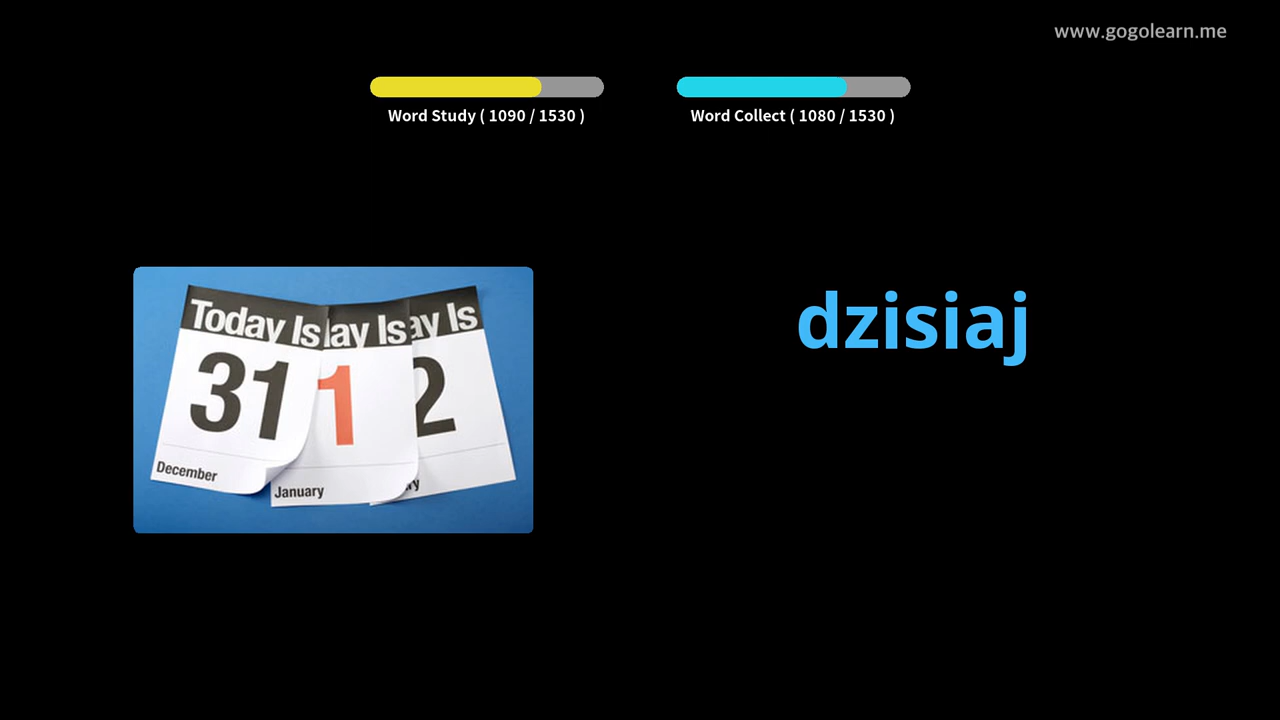 www.gogolearn.me
Word Study ( 1090 / 1530 )
Word Collect ( 1080 / 1530 )
Today Is
ay Is
ay Is
31
1
2
December
January
ry
dzisiaj